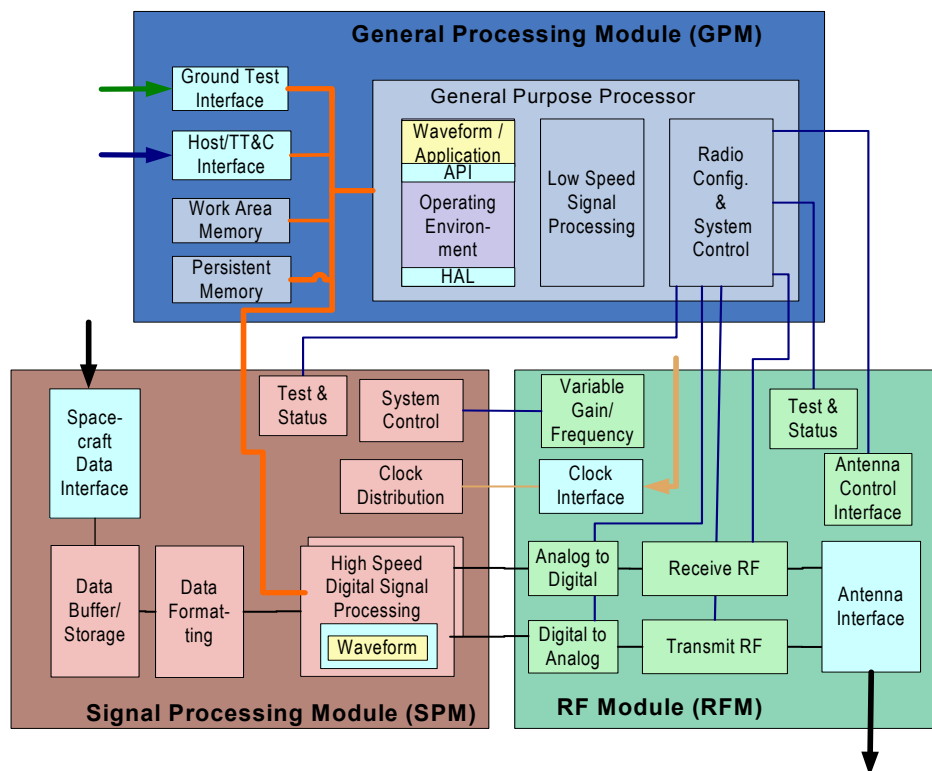 General Processing Module (GPM)
Ground Test
Interface
Host/TT&C
Interface
Work Area
Memory
Persistent
Memory
General Purpose Processor
Waveform /
Application
API
Operating
Environ-
ment
HAL
Low Speed
Signal
Processing
Radio
Config.
&
System
Control
Space-
craft
Data
Interface
Test &
Status
System
Control
Clock
Distribution
Data
Buffer/
Storage
Data
Format-
ting
High Speed
Digital Signal
Processing
Waveform
Signal Processing Module (SPM)
Variable
Gain/
Frequency
Clock
Interface
Test &
Status
Antenna
Control
Interface
Analog to
Digital
Receive RF
Digital to
Analog
Transmit RF
Antenna
Interface
RF Module (RFM)